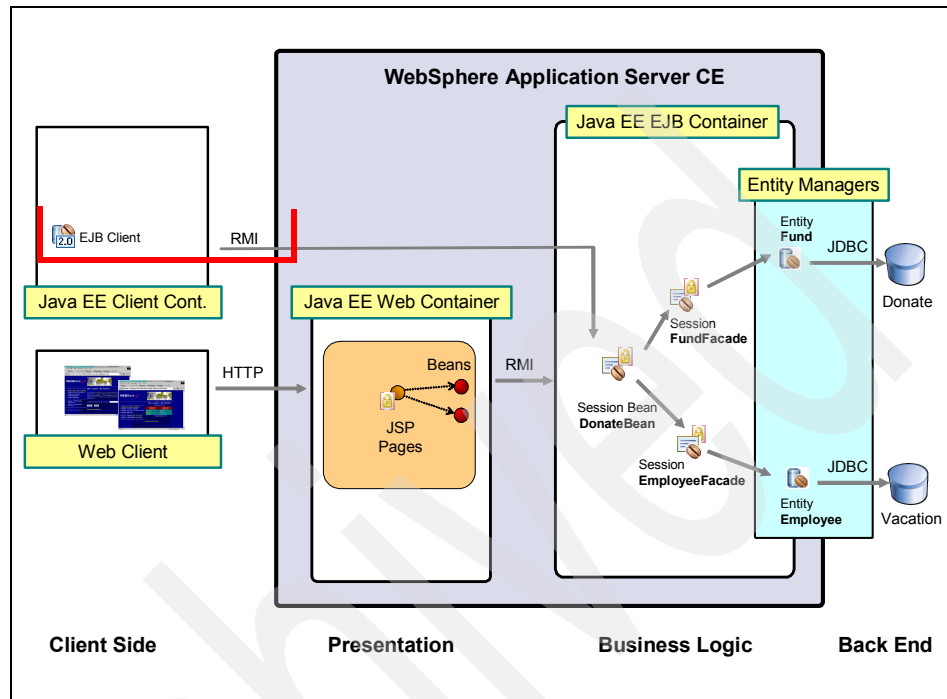 WebSphere Application Server CE
Java EE EJB Container
Entity Managers
2.0 EJB Client
RMI
Java EE Client Cont.
Entity
Fund
JDBC
Donate
Java EE Web Container
Session
FundFacade
HTTP
Beans
RMI
JSP
Pages
Session Bean
DonateBean
Web Client
Session
EmployeeFacade
JDBC
Entity
Employee
Vacation
Client Side
Presentation
Business Logic
Back End
hived